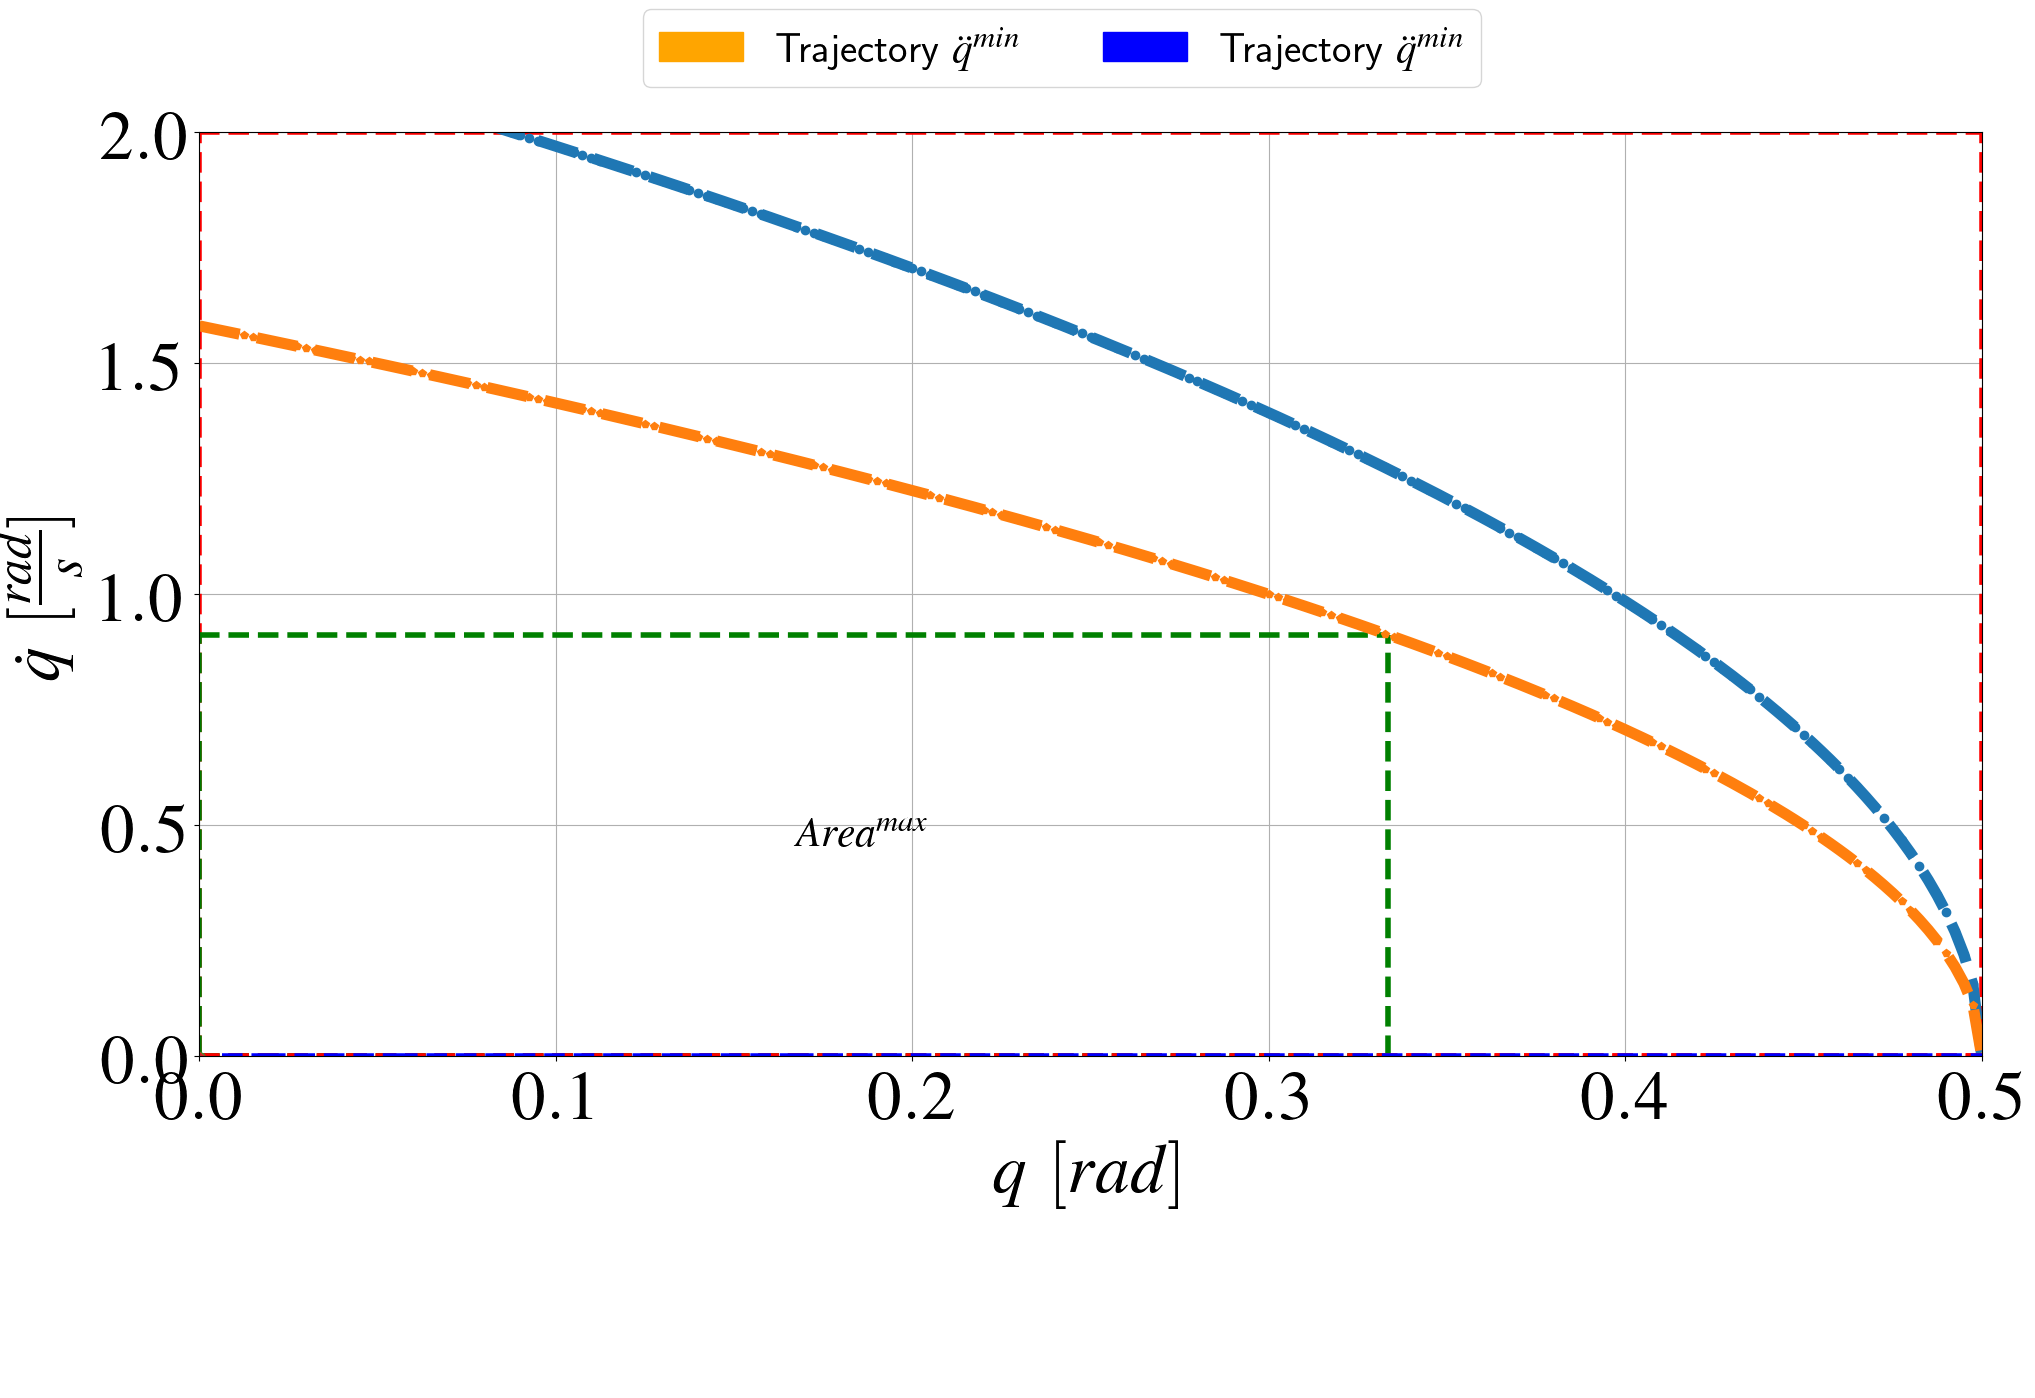 Trajectory q̈^min Trajectory q̈^min
2.0
1.5
1.0
0.5
0.0
q̇ [rad/s]
Area^max
0.0 0.1 0.2 0.3 0.4 0.5
q [rad]